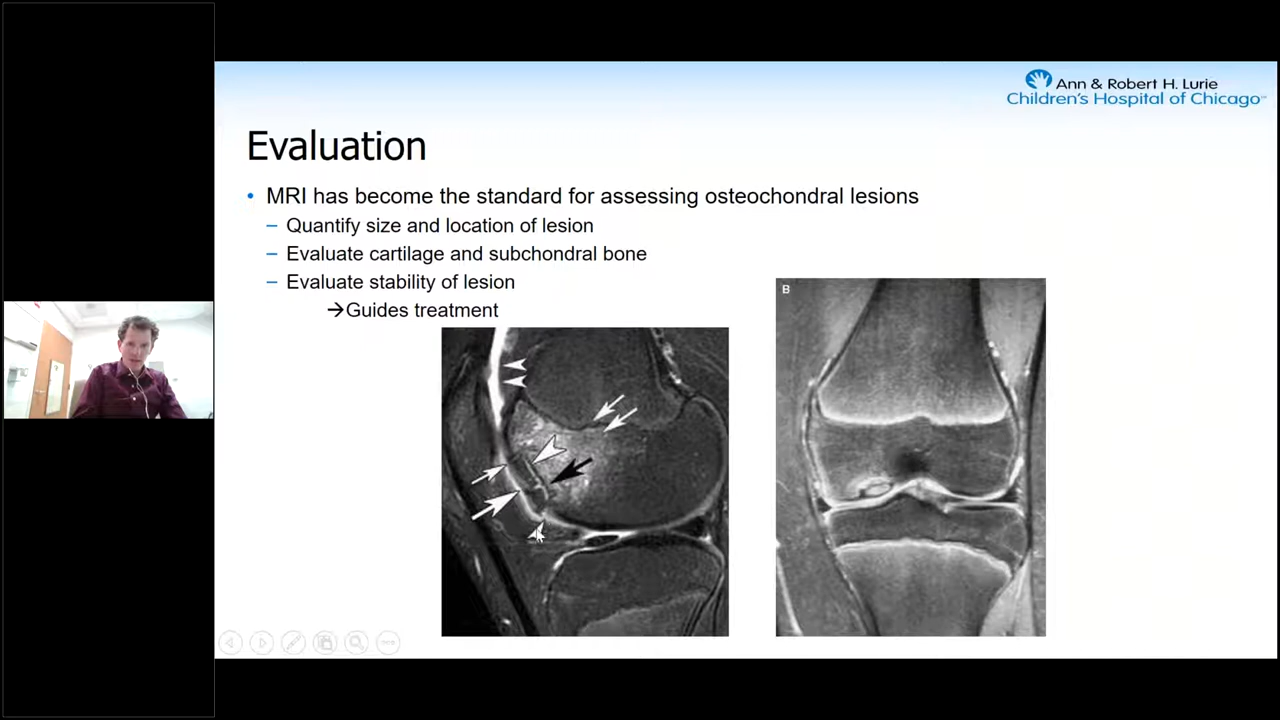 Ann & Robert H. Lurie
Children's Hospital of Chicago
Evaluation
• MRI has become the standard for assessing osteochondral lesions
– Quantify size and location of lesion
– Evaluate cartilage and subchondral bone
– Evaluate stability of lesion
→Guides treatment
B